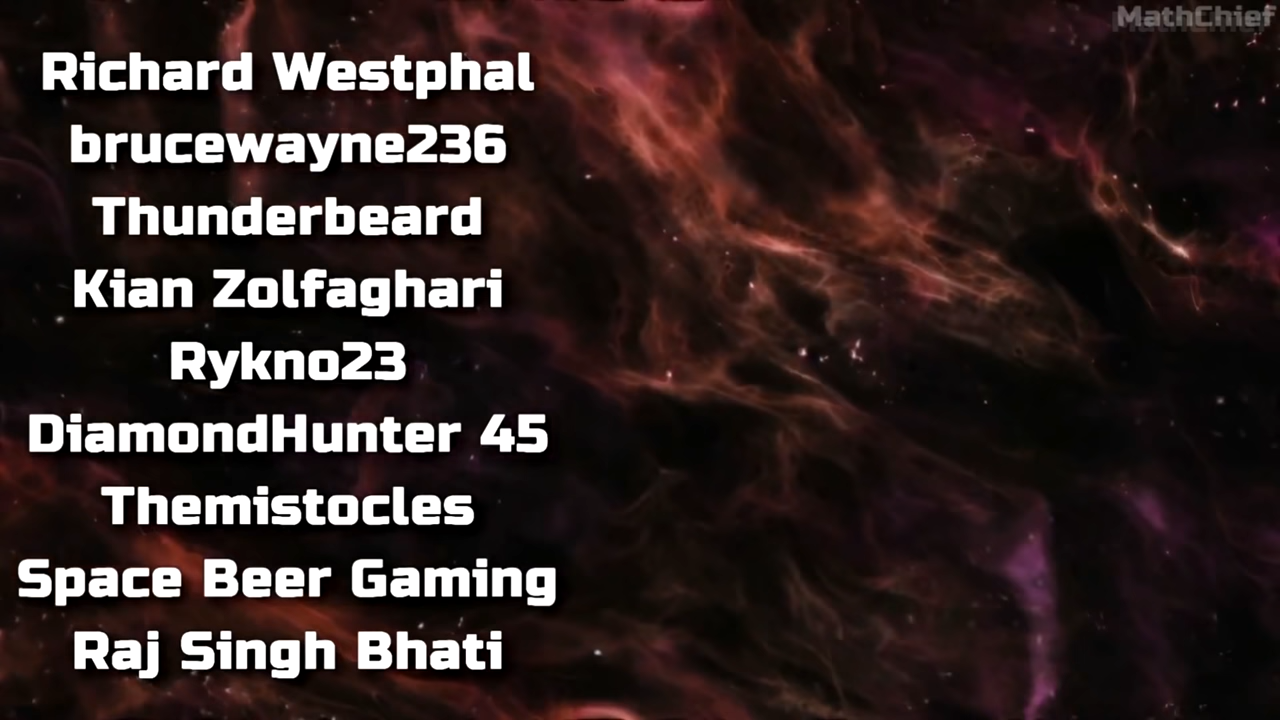 MathChief
Richard Westphal
brucewayne236
Thunderbeard
Kian Zolfaghari
Rykno23
DiamondHunter 45
Themistocles
Space Beer Gaming
Raj Singh Bhati